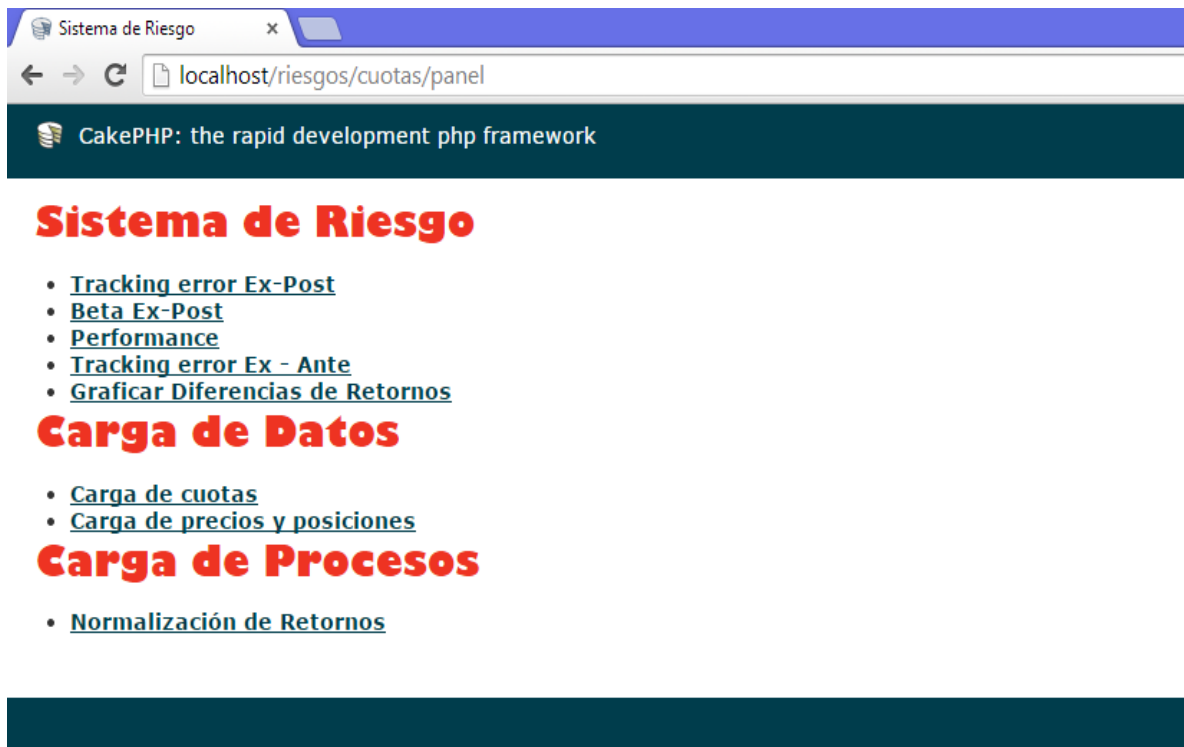 Sistema de Riesgo
localhost/riesgos/cuotas/panel
CakePHP: the rapid development php framework
Sistema de Riesgo
Tracking error Ex-Post
Beta Ex-Post
Performance
Tracking error Ex - Ante
Graficar Diferencias de Retornos
Carga de Datos
Carga de cuotas
Carga de precios y posiciones
Carga de Procesos
Normalización de Retornos